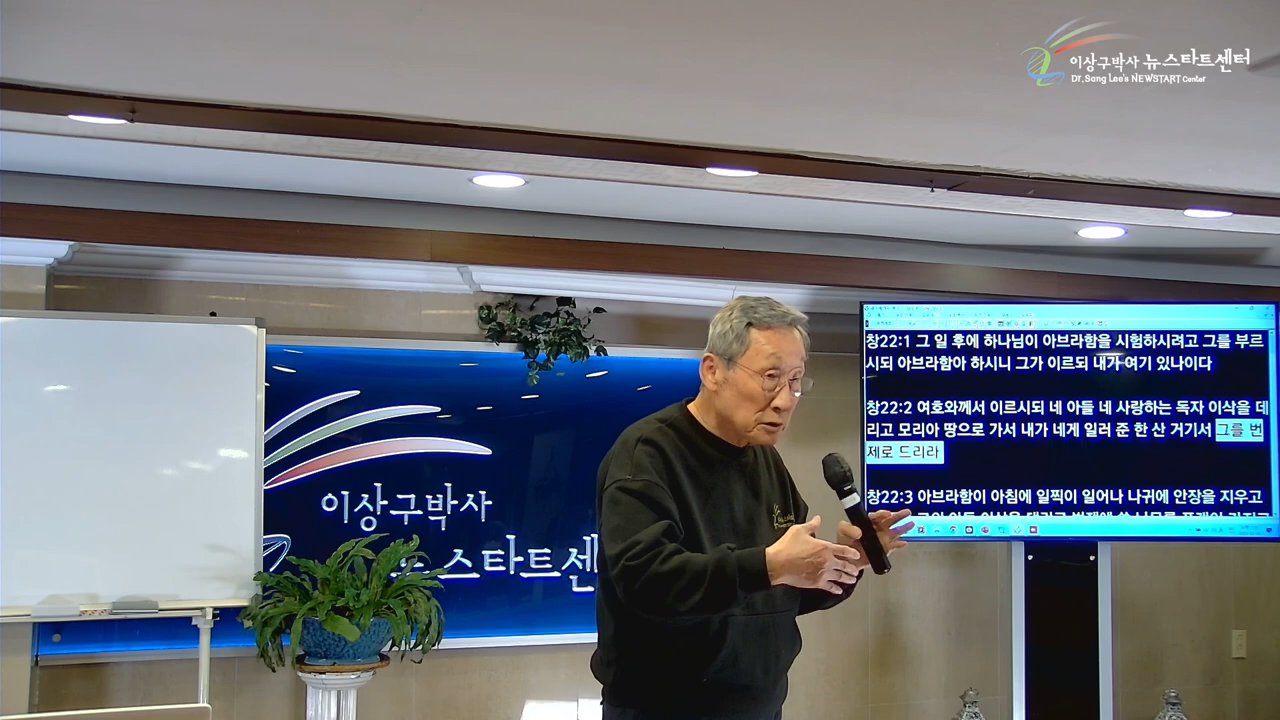 이상구박사 뉴스타트센터
Dr. Sang Lee's NEWSTART Center
이상구박사
뉴스타트센
창22:1 그 일 후에 하나님이 아브라함을 시험하시려고 그를 부르
시되 아브라함아 하시니 그가 이르되 내가 여기 있나이다
창22:2 여호와께서 이르시되 네 아들 네 사랑하는 독자 이삭을 데
리고 모리아 땅으로 가서 내가 네게 일러 준 한 산 거기서 그를 번
제로 드리라
창22:3 아브라함이 아침에 일찍이 일어나 나귀에 안장을 지우고